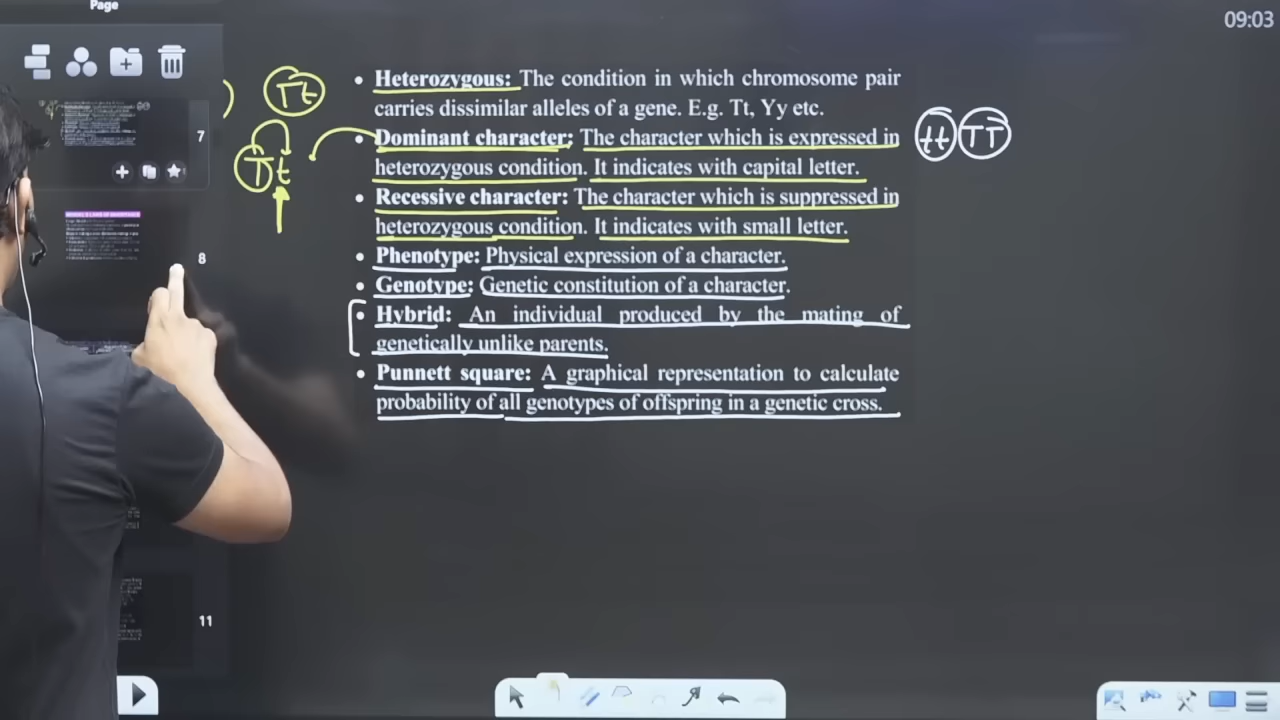 Page
09:03
7
8
11
Tt
Tt
• Heterozygous: The condition in which chromosome pair
carries dissimilar alleles of a gene. E.g. Tt, Yy etc.
• Dominant character: The character which is expressed in
heterozygous condition. It indicates with capital letter.
• Recessive character: The character which is suppressed in
heterozygous condition. It indicates with small letter.
• Phenotype: Physical expression of a character.
• Genotype: Genetic constitution of a character.
• Hybrid: An individual produced by the mating of
genetically unlike parents.
• Punnett square: A graphical representation to calculate
probability of all genotypes of offspring in a genetic cross.
tt TT